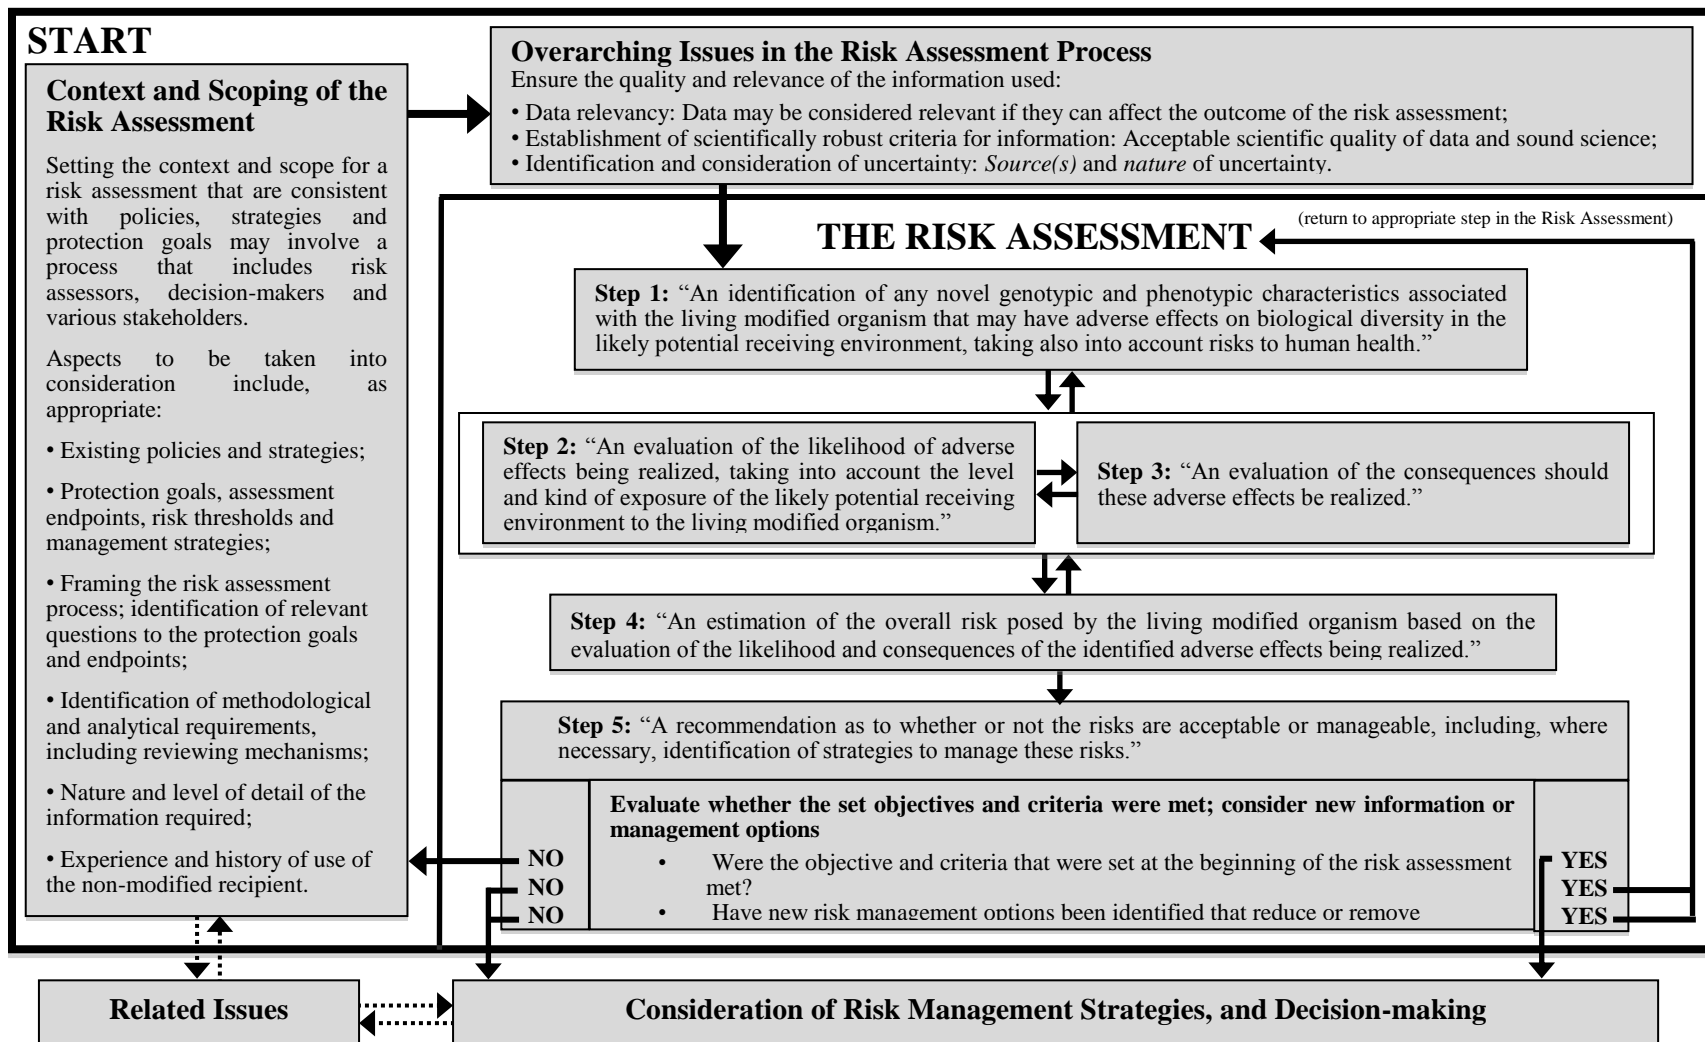 START
Context and Scoping of the
Risk Assessment
Setting the context and scope for a
risk assessment that are consistent
with policies, strategies and
protection goals may involve a
process that includes risk
assessors, decision-makers and
various stakeholders.
Aspects to be taken into
consideration include, as
appropriate:
• Existing policies and strategies;
• Protection goals, assessment
endpoints, risk thresholds and
management strategies;
• Framing the risk assessment
process; identification of relevant
questions to the protection goals
and endpoints;
• Identification of methodological
and analytical requirements,
including reviewing mechanisms;
• Nature and level of detail of the
information required;
• Experience and history of use of
the non-modified recipient.
Overarching Issues in the Risk Assessment Process
Ensure the quality and relevance of the information used:
• Data relevancy: Data may be considered relevant if they can affect the outcome of the risk assessment;
• Establishment of scientifically robust criteria for information: Acceptable scientific quality of data and sound science;
• Identification and consideration of uncertainty: Source(s) and nature of uncertainty.
THE RISK ASSESSMENT
(return to appropriate step in the Risk Assessment)
Step 1: “An identification of any novel genotypic and phenotypic characteristics associated
with the living modified organism that may have adverse effects on biological diversity in the
likely potential receiving environment, taking also into account risks to human health.”
Step 2: “An evaluation of the likelihood of adverse
effects being realized, taking into account the level
and kind of exposure of the likely potential receiving
environment to the living modified organism.”
Step 3: “An evaluation of the consequences should
these adverse effects be realized.”
Step 4: “An estimation of the overall risk posed by the living modified organism based on the
evaluation of the likelihood and consequences of the identified adverse effects being realized.”
Step 5: “A recommendation as to whether or not the risks are acceptable or manageable, including, where
necessary, identification of strategies to manage these risks.”
Evaluate whether the set objectives and criteria were met; consider new information or
management options
• Were the objective and criteria that were set at the beginning of the risk assessment
met?
• Have new risk management options been identified that reduce or remove
NO
NO
NO
YES
YES
YES
Related Issues
Consideration of Risk Management Strategies, and Decision-making